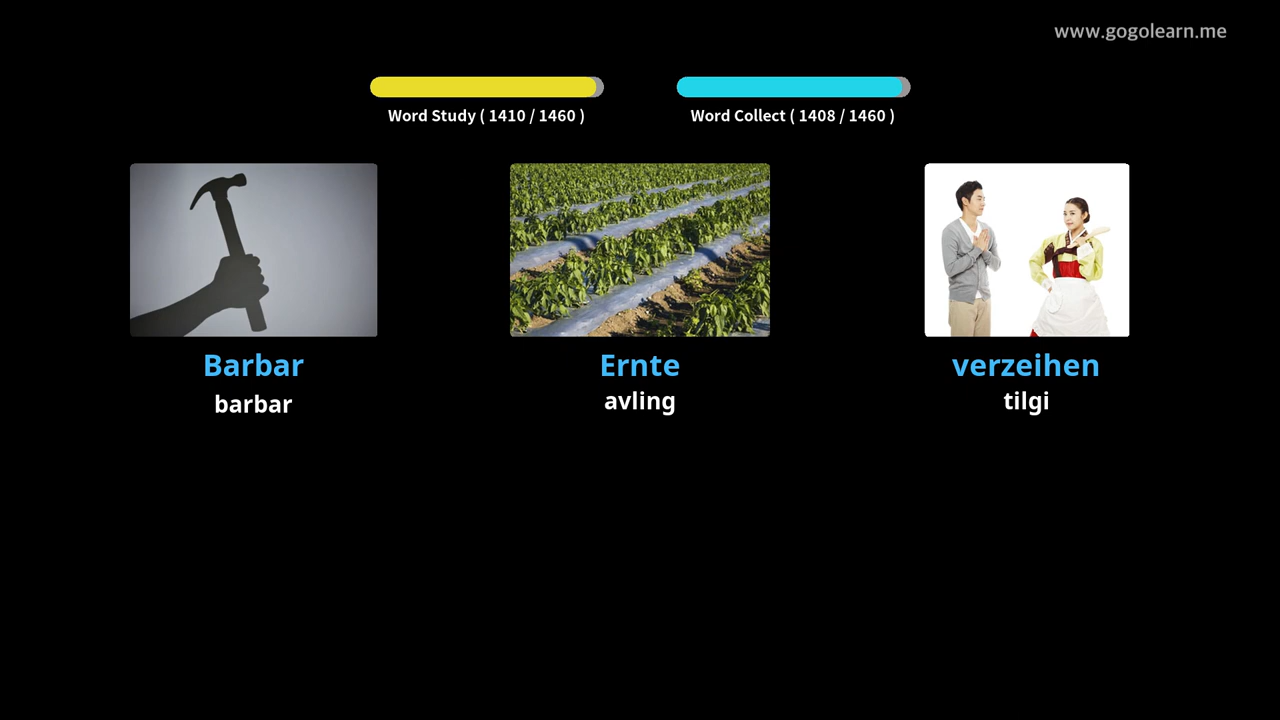 www.gogolearn.me
Word Study ( 1410 / 1460 )
Word Collect ( 1408 / 1460 )
Barbar
barbar
Ernte
avling
verzeihen
tilgi